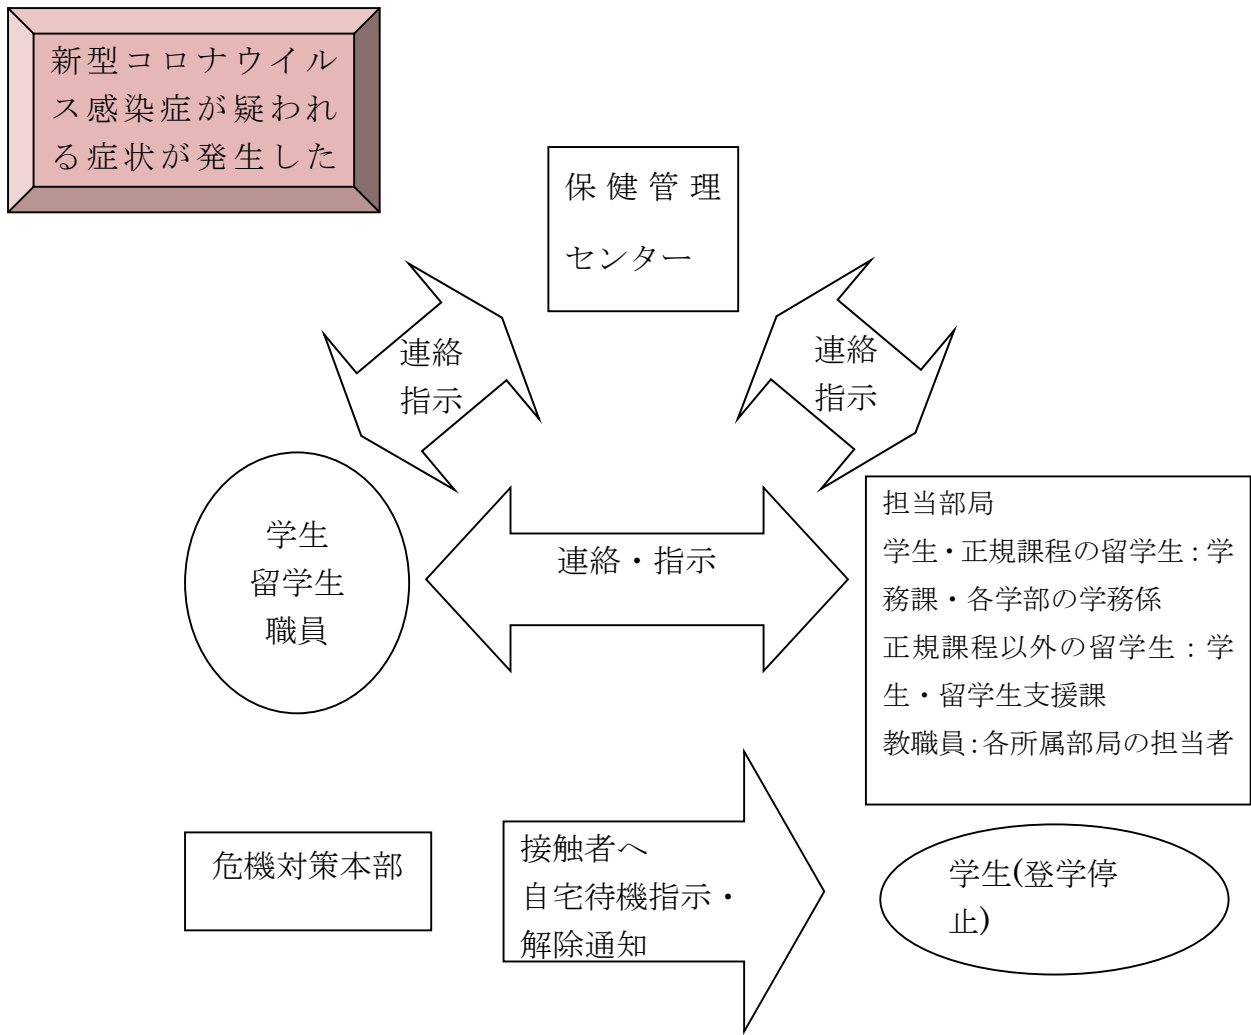 新型コロナウイル
ス感染症が疑われ
る症状が発生した
保健管理
センター
連絡
指示
連絡
指示
学生
留学生
職員
連絡・指示
担当部局
学生・正規課程の留学生:学
務課・各学部の学務係
正規課程以外の留学生:学
生・留学生支援課
教職員:各所属部局の担当者
危機対策本部
接触者へ
自宅待機指示・
解除通知
学生(登学停
止)